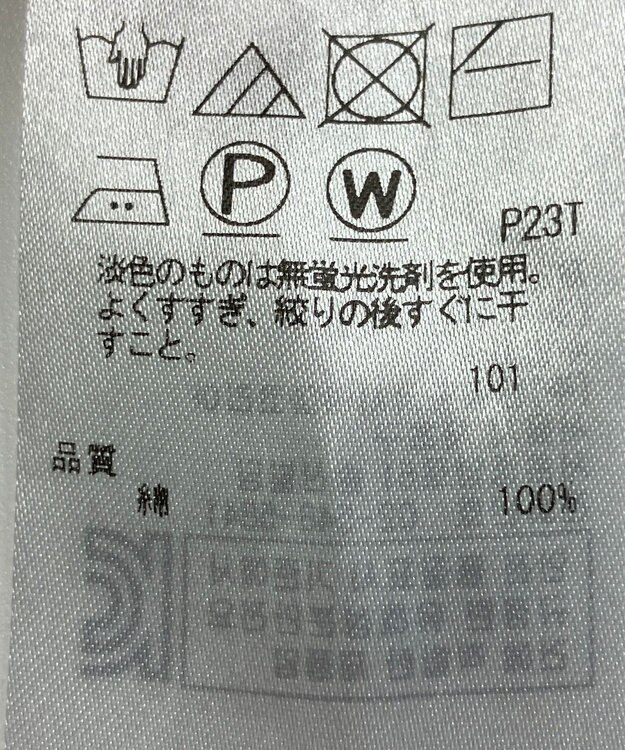 P
W
P23T
淡色のものは無蛍光洗剤を使用。
よくすすぎ、絞りの後すぐに干
すこと。
101
品質
綿 100%